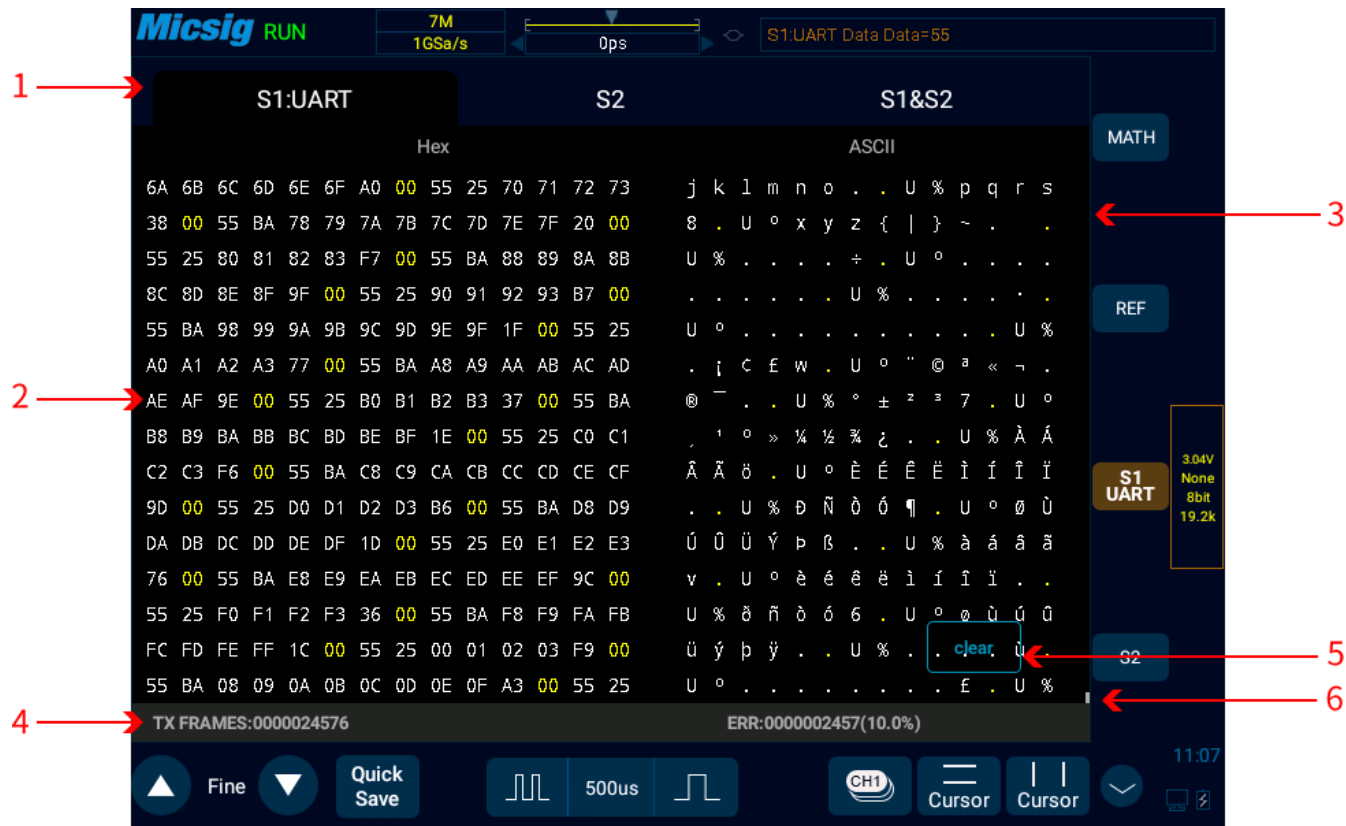 Micsig RUN 7M 1GSa/s 0ps S1:UART Data Data=55
1 S1:UART S2 S1&S2
Hex ASCII MATH
6A 6B 6C 6D 6E 6F A0 00 55 25 70 71 72 73 j k l m n o . . U % p q r s
38 00 55 BA 78 79 7A 7B 7C 7D 7E 7F 20 00 8 . U º x y z { | } ~ . . 3
55 25 80 81 82 83 F7 00 55 BA 88 89 8A 8B U % . . . . ÷ . U º . . . .
8C 8D 8E 8F 9F 00 55 25 90 91 92 93 B7 00 . . . . . . U % . . . . · .
REF
55 BA 98 99 9A 9B 9C 9D 9E 9F 1F 00 55 25 U º . . . . . . . . . . U %
A0 A1 A2 A3 77 00 55 BA A8 A9 AA AB AC AD . ¡ ¢ £ w . U º ¨ © ª « ¬ .
2 AE AF 9E 00 55 25 B0 B1 B2 B3 37 00 55 BA ® ¯ . . U % ° ± ² ³ 7 . U º
B8 B9 BA BB BC BD BE BF 1E 00 55 25 C0 C1 ¸ ¹ º » ¼ ½ ¾ ¿ . . U % À Á
C2 C3 F6 00 55 BA C8 C9 CA CB CC CD CE CF Â Ã ö . U º È É Ê Ë Ì Í Î Ï
S1 UART
3.04V
None
8bit
19.2k
9D 00 55 25 D0 D1 D2 D3 B6 00 55 BA D8 D9 . . U % Ð Ñ Ò Ó ¶ . U º Ø Ù
DA DB DC DD DE DF 1D 00 55 25 E0 E1 E2 E3 Ú Û Ü Ý Þ ß . . U % à á â ã
76 00 55 BA E8 E9 EA EB EC ED EE EF 9C 00 v . U º è é ê ë ì í î ï . .
55 25 F0 F1 F2 F3 36 00 55 BA F8 F9 FA FB U % ð ñ ò ó 6 . U º ø ù ú û
FC FD FE FF 1C 00 55 25 00 01 02 03 F9 00 ü ý þ ÿ . . U % . . . . ù .
clear S2 5
55 BA 08 09 0A 0B 0C 0D 0E 0F A3 00 55 25 U º . . . . . . . . £ . U %
6
4 TX FRAMES:0000024576 ERR:0000002457(10.0%)
11:07
Fine Quick Save 500us CH1 Cursor Cursor